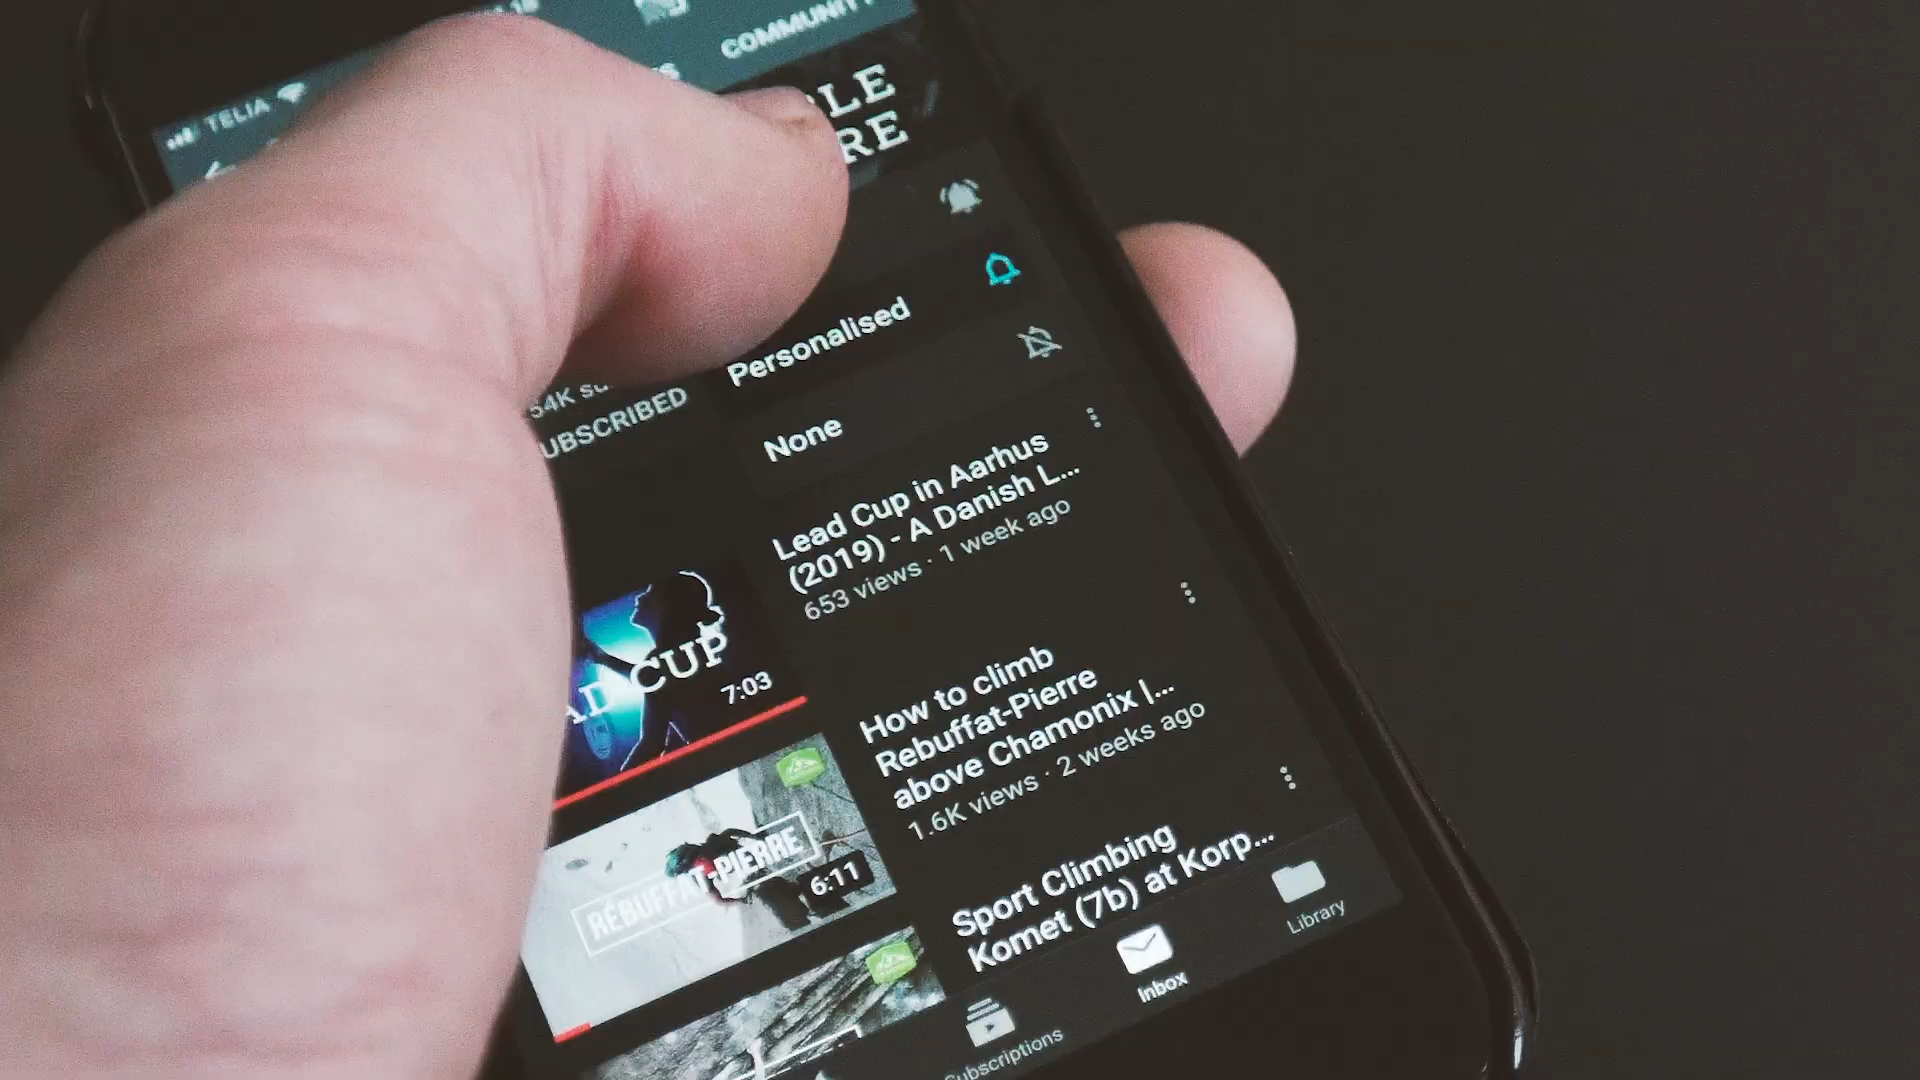 TELIA
COMMUNITY
Personalised
UBSCRIBED
None
Lead Cup in Aarhus
(2019) - A Danish L...
653 views · 1 week ago
CUP
7:03
How to climb
Rebuffat-Pierre
above Chamonix |...
1.6K views · 2 weeks ago
RÉBUFFAT-PIERRE
6:11
Sport Climbing
Komet (7b) at Korp...
Subscriptions
Inbox
Library